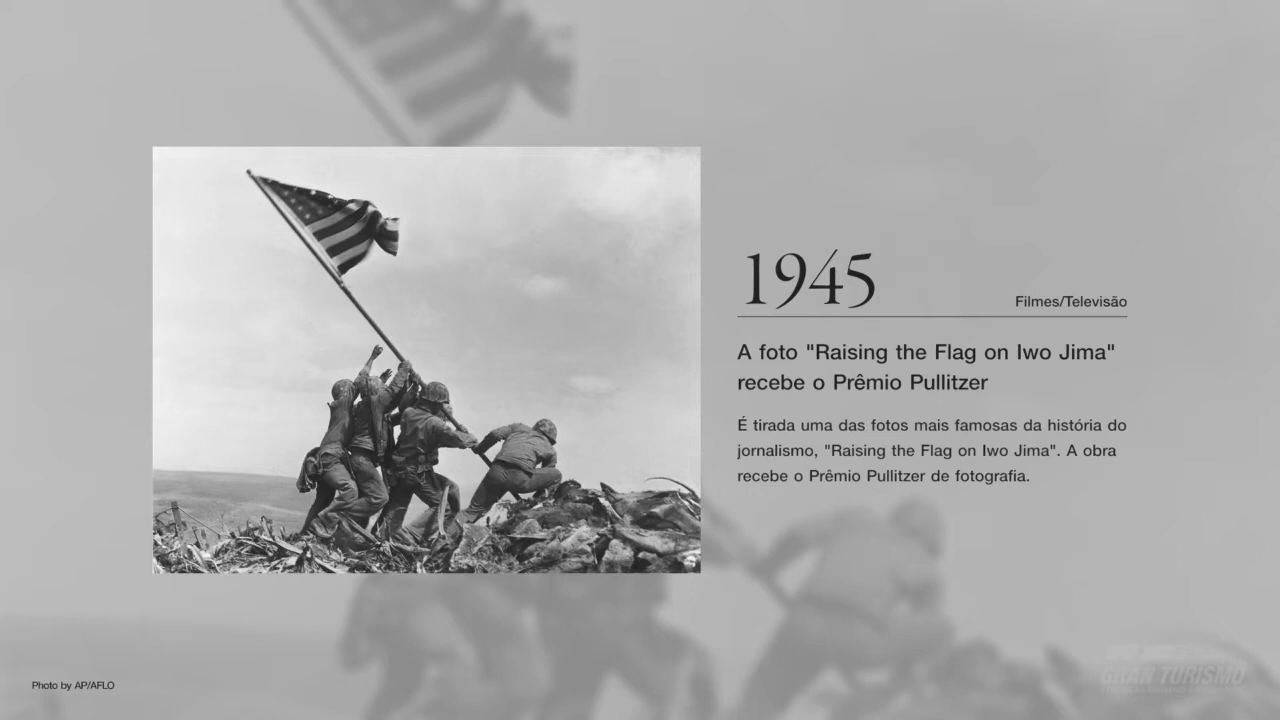 1945
Filmes/Televisão
A foto "Raising the Flag on Iwo Jima"
recebe o Prêmio Pullitzer
É tirada uma das fotos mais famosas da história do
jornalismo, "Raising the Flag on Iwo Jima". A obra
recebe o Prêmio Pullitzer de fotografia.
Photo by AP/AFLO
GRAN TURISMO